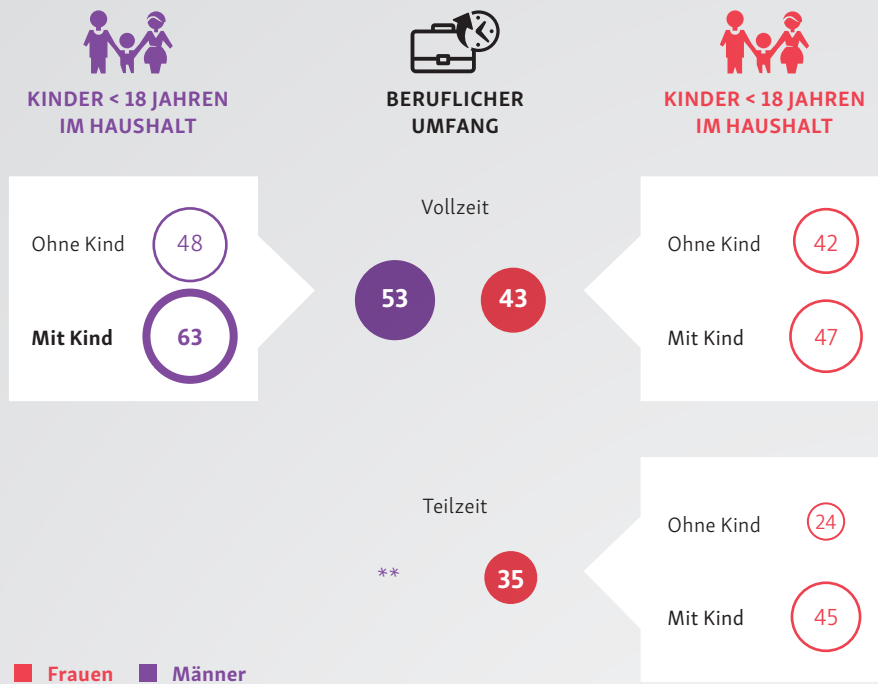 KINDER < 18 JAHREN
IM HAUSHALT
BERUFLICHER
UMFANG
KINDER < 18 JAHREN
IM HAUSHALT
Ohne Kind 48
Mit Kind 63
Vollzeit
53 43
Ohne Kind 42
Mit Kind 47
Teilzeit
** 35
Ohne Kind 24
Mit Kind 45
Frauen Männer